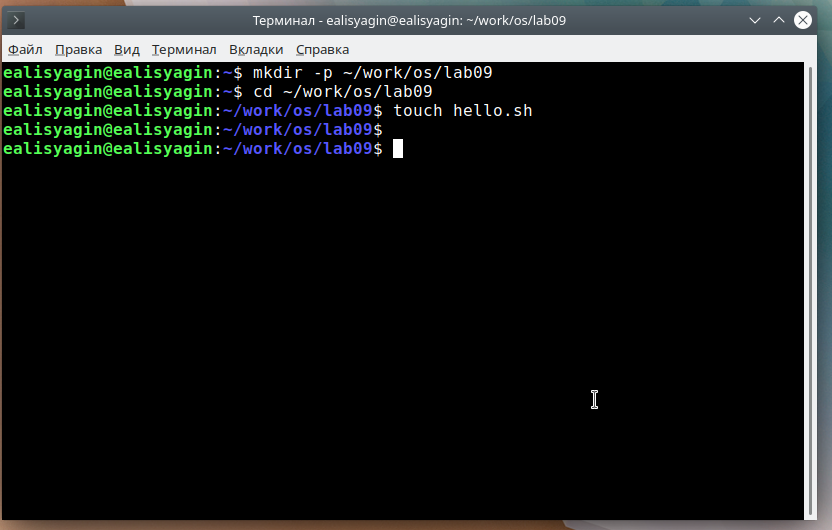 Терминал - ealisyagin@ealisyagin: ~/work/os/lab09
Файл Правка Вид Терминал Вкладки Справка
ealisyagin@ealisyagin:~$ mkdir -p ~/work/os/lab09
ealisyagin@ealisyagin:~$ cd ~/work/os/lab09
ealisyagin@ealisyagin:~/work/os/lab09$ touch hello.sh
ealisyagin@ealisyagin:~/work/os/lab09$
ealisyagin@ealisyagin:~/work/os/lab09$